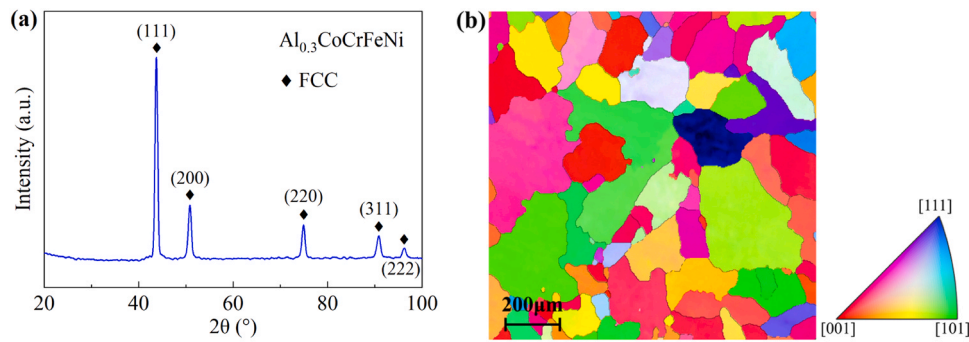 (a)
(111)
Al0.3CoCrFeNi
♦ FCC
(200)
(220)
(311)
(222)
Intensity (a.u.)
20 40 60 80 100
2θ (°)
(b)
200μm
[111]
[001] [101]